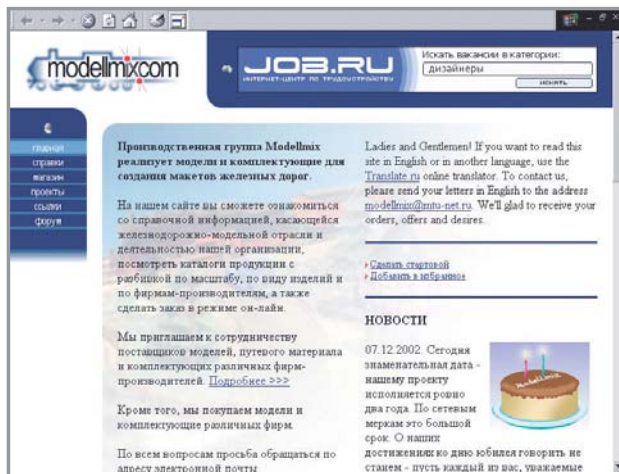 modellmixcom
JOB.RU
ИНТЕРНЕТ-ЦЕНТР ПО ТРУДОУСТРОЙСТВУ
Искать вакансии в категории:
дизайнеры
искать
главная
справки
магазин
проекты
ссылки
форум
Производственная группа Modellmix
реализует модели и комплектующие для
создания макетов железных дорог.
На нашем сайте вы сможете ознакомиться
со справочной информацией, касающейся
железнодорожно-модельной отрасли и
деятельностью нашей организации,
посмотреть каталоги продукции с
разбивкой по масштабу, по виду изделий и
по фирмам-производителям, а также
сделать заказ в режиме он-лайн.
Мы приглашаем к сотрудничеству
поставщиков моделей, путевого материала
и комплектующих различных фирм-
производителей. Подробнее >>>
Кроме того, мы покупаем модели и
комплектующие различных фирм.
По всем вопросам просьба обращаться по
адресу электронной почты
Ladies and Gentlemen! If you want to read this
site in English or in another language, use the
Translate.ru online translator. To contact us,
please send your letters in English to the address
modellmix@mtu-net.ru. We'll glad to receive your
orders, offers and desires.
Сделать стартовой
Добавить в избранное
НОВОСТИ
07.12.2002. Сегодня
знаменательная дата -
нашему проекту
исполняется ровно
два года. По сетевым
меркам это большой
срок. О наших
достижениях ко дню юбилея говорить не
станем - пусть каждый из вас, уважаемые
Modellmix